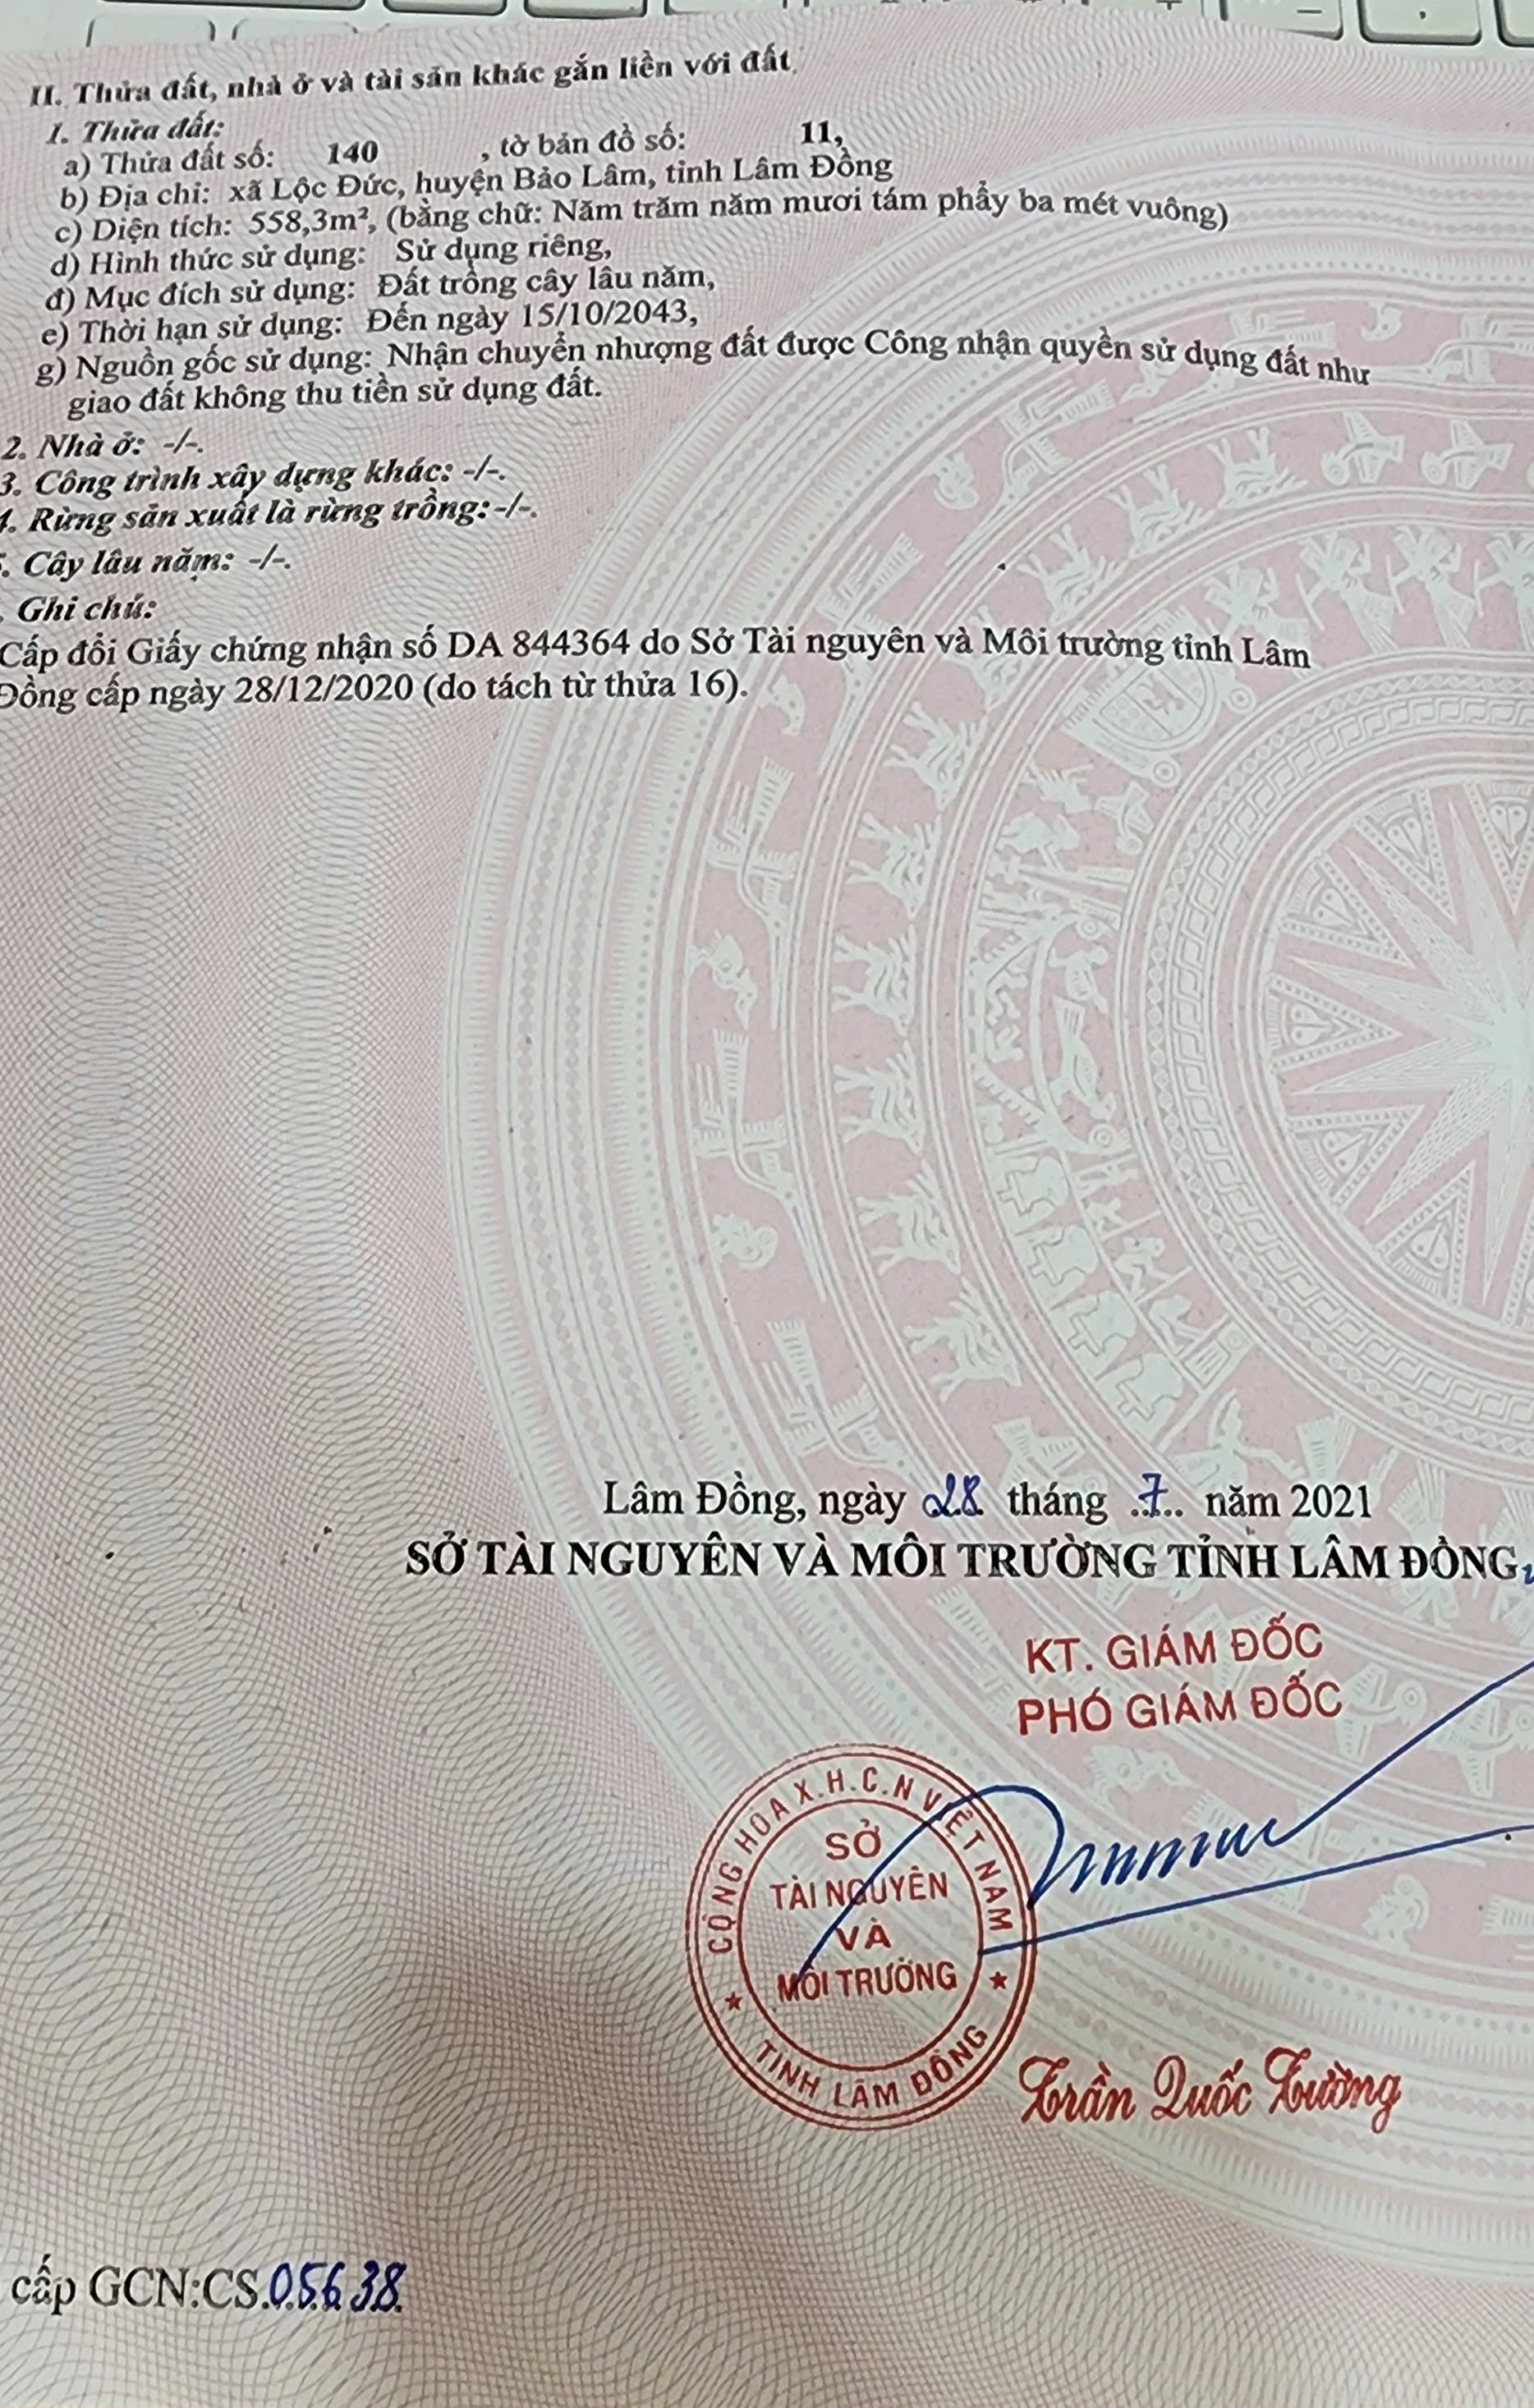 II. Thửa đất, nhà ở và tài sản khác gắn liền với đất
1. Thửa đất:
a) Thửa đất số: 140 , tờ bản đồ số: 11,
b) Địa chỉ: xã Lộc Đức, huyện Bảo Lâm, tỉnh Lâm Đồng
c) Diện tích: 558,3m², (bằng chữ: Năm trăm năm mươi tám phẩy ba mét vuông)
d) Hình thức sử dụng: Sử dụng riêng,
đ) Mục đích sử dụng: Đất trồng cây lâu năm,
e) Thời hạn sử dụng: Đến ngày 15/10/2043,
g) Nguồn gốc sử dụng: Nhận chuyển nhượng đất được Công nhận quyền sử dụng đất như
giao đất không thu tiền sử dụng đất.
2. Nhà ở: -/-.
3. Công trình xây dựng khác: -/-.
4. Rừng sản xuất là rừng trồng: -/-.
. Cây lâu năm: -/-.
. Ghi chú:
Cấp đổi Giấy chứng nhận số DA 844364 do Sở Tài nguyên và Môi trường tỉnh Lâm
Đồng cấp ngày 28/12/2020 (do tách từ thửa 16).
Lâm Đồng, ngày 28 tháng .7.. năm 2021
SỞ TÀI NGUYÊN VÀ MÔI TRƯỜNG TỈNH LÂM ĐỒNG
KT. GIÁM ĐỐC
PHÓ GIÁM ĐỐC
CỘNG HÒA X.H.C.N VIỆT NAM
SỞ
TÀI NGUYÊN
VÀ
MÔI TRƯỜNG
★ TỈNH LÂM ĐỒNG ★
Trần Quốc Trường
cấp GCN:CS.05638